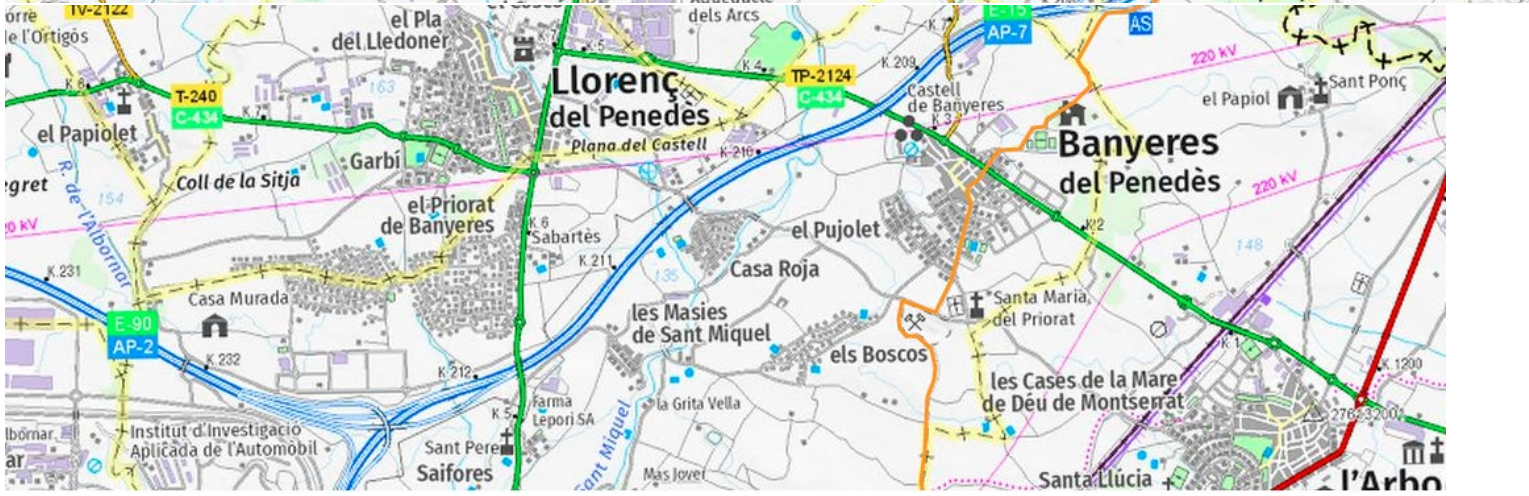 TV-2122
el Pla
del Lledoner
dels Arcs
E-15
AP-7
AS
de l'Ortigós
K.5
K.4
K.209
220 kV
TP-2124
C-434
Castell
de Banyeres
K.3
el Papiol
Sant Ponç
K.6
T-240
C-434
K.7
163
Llorenç
del Penedès
Plana del Castell
el Papiolet
Garbí
K.210
Banyeres
del Penedès
R. de l'Albornar
154
Coll de la Sitja
220 kV
el Priorat
de Banyeres
K.6
Sabartès
el Pujolet
K.2
148
K.231
K.211
135
Casa Roja
Casa Murada
les Masies
de Sant Miquel
Santa Maria
del Priorat
E-90
AP-2
K.232
K.212
els Boscos
K.1
K.1200
les Cases de la Mare
de Déu de Montserrat
K.5
Farma
Lepori SA
la Grita Vella
Institut d'Investigació
Aplicada de l'Automòbil
Sant Pere
Saifores
Sant Miquel
Mas Jover
Santa Llúcia
l'Arbo